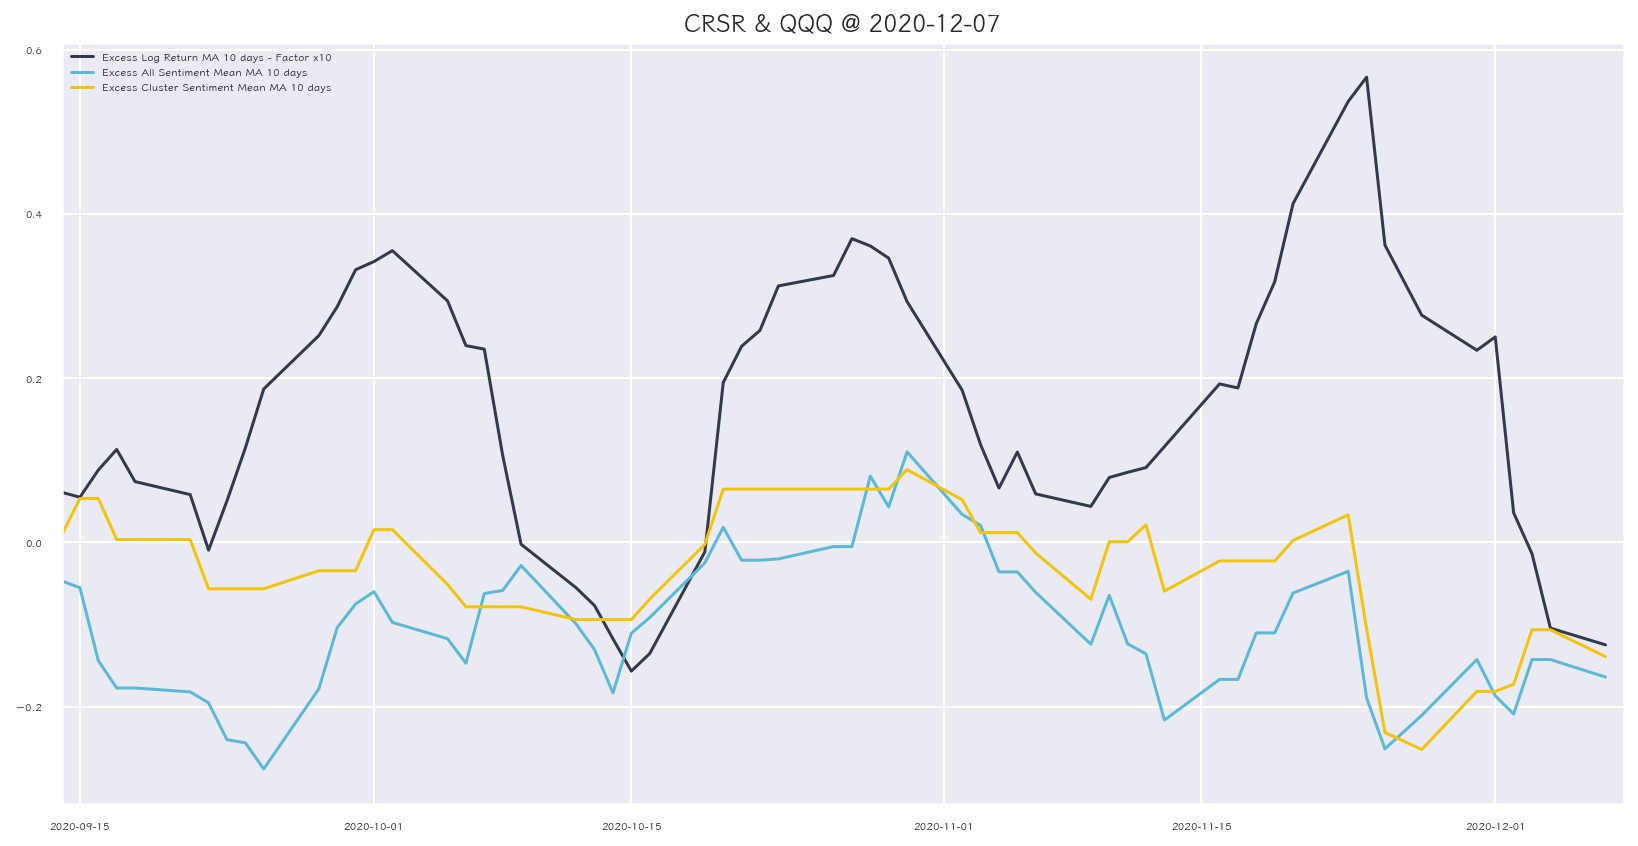 CRSR & QQQ @ 2020-12-07
Excess Log Return MA 10 days - Factor x10
Excess All Sentiment Mean MA 10 days
Excess Cluster Sentiment Mean MA 10 days
0.6
0.4
0.2
0.0
−0.2
2020-09-15
2020-10-01
2020-10-15
2020-11-01
2020-11-15
2020-12-01